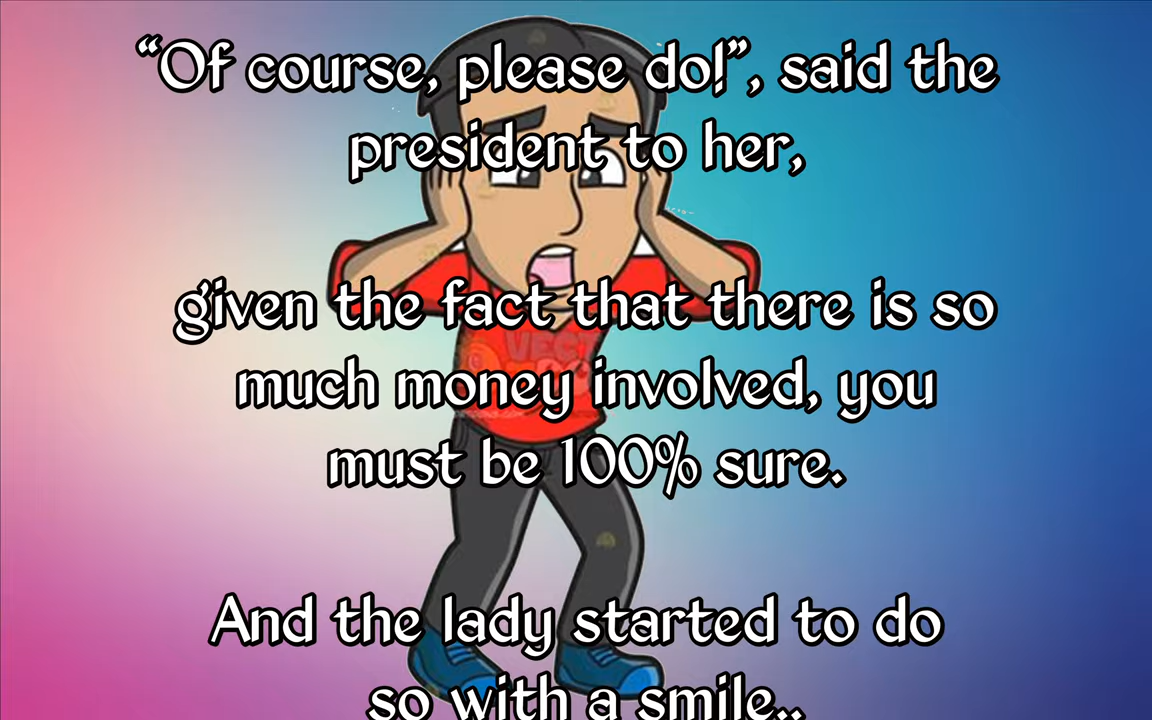 “Of course, please do!”, said the
president to her,
given the fact that there is so
much money involved, you
must be 100% sure.
And the lady started to do
so with a smile..